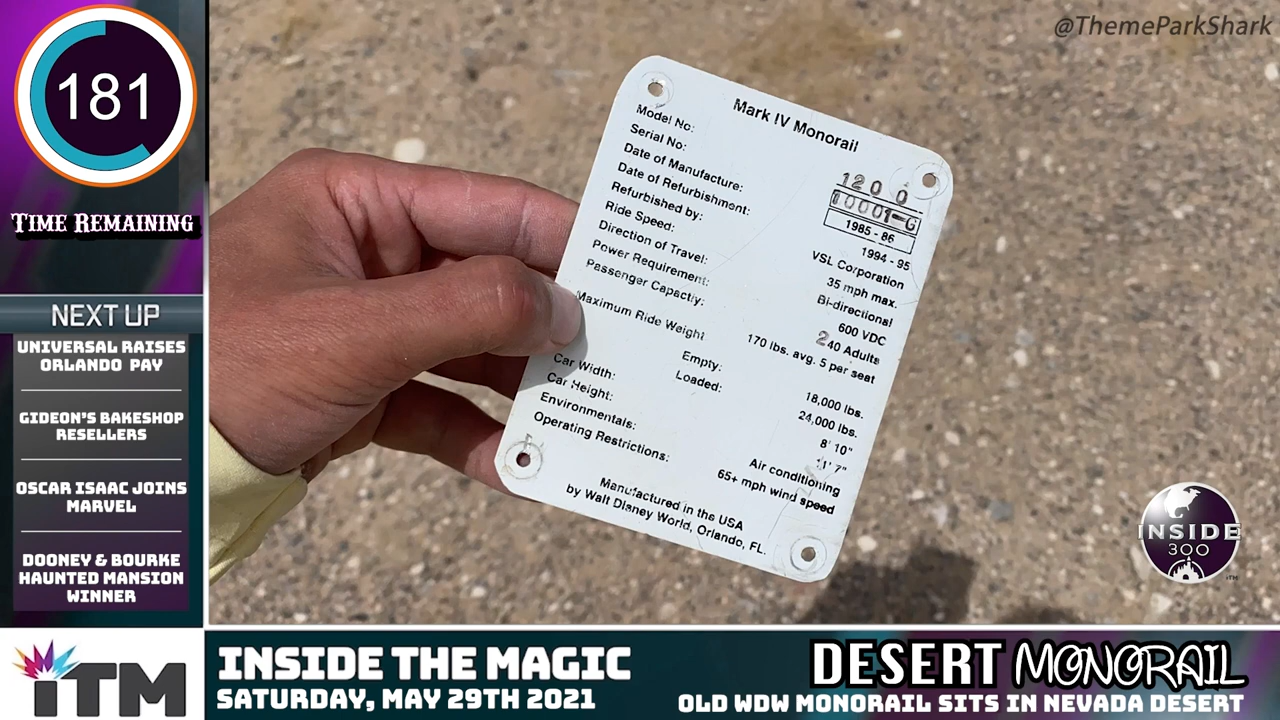 @ThemeParkShark
181
TIME REMAINING
NEXT UP
UNIVERSAL RAISES
ORLANDO PAY
GIDEON'S BAKESHOP
RESELLERS
OSCAR ISAAC JOINS
MARVEL
DOONEY & BOURKE
HAUNTED MANSION
WINNER
Mark IV Monorail
Model No: 1200
Serial No: 10001-G
Date of Manufacture: 1985 - 86
Date of Refurbishment: 1994 - 95
Refurbished by: VSL Corporation
Ride Speed: 35 mph max.
Direction of Travel: Bi-directional
Power Requirement: 600 VDC
Passenger Capactiy: 240 Adults
170 lbs. avg. 5 per seat
Maximum Ride Weight
Empty: 18,000 lbs.
Loaded: 24,000 lbs.
Car Width: 8' 10"
Car Height: 11' 7"
Environmentals: Air conditioning
Operating Restrictions: 65+ mph wind speed
Manufactured in the USA
by Walt Disney World, Orlando, FL.
INSIDE
300
TM
iTM
INSIDE THE MAGIC
SATURDAY, MAY 29TH 2021
DESERT MONORAIL
OLD WDW MONORAIL SITS IN NEVADA DESERT